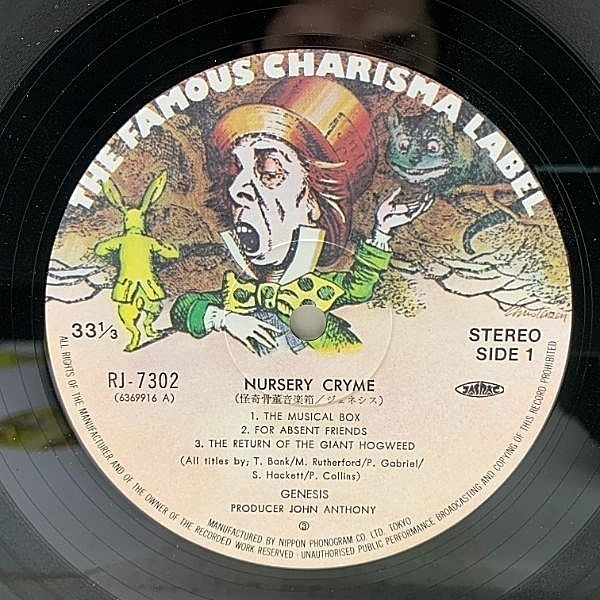 THE FAMOUS CHARISMA LABEL
33 1/3
STEREO
SIDE 1
RJ-7302
(6369916 A)
JASRAC
NURSERY CRYME
(怪奇骨董音楽箱/ジェネシス)
1. THE MUSICAL BOX
2. FOR ABSENT FRIENDS
3. THE RETURN OF THE GIANT HOGWEED
(All titles by; T. Bank/M. Rutherford/P. Gabriel/
S. Hackett/P. Collins)
GENESIS
PRODUCER JOHN ANTHONY
ALL RIGHTS OF THE MANUFACTURER AND OF THE OWNER OF THE RECORDED WORK RESERVED · UNAUTHORISED PUBLIC PERFORMANCE BROADCASTING AND COPYING OF THIS RECORD PROHIBITED
MANUFACTURED BY NIPPON PHONOGRAM CO. LTD. TOKYO